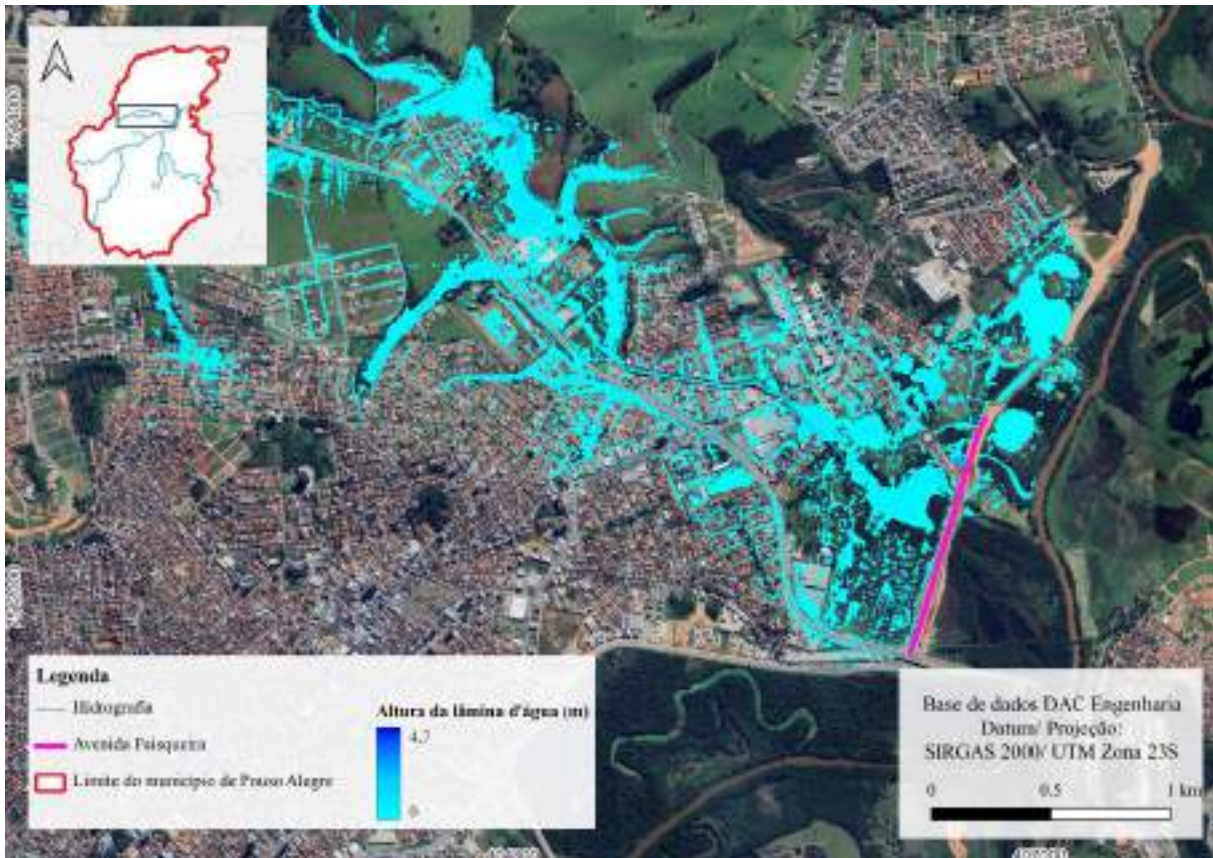 Legenda
Hidrografia
Avenida Faisqueira
Limite do município de Pouso Alegre
Altura da lâmina d'água (m)
4,7
0
Base de dados DAC Engenharia
Datum/ Projeção:
SIRGAS 2000/ UTM Zona 23S
0 0.5 1 km